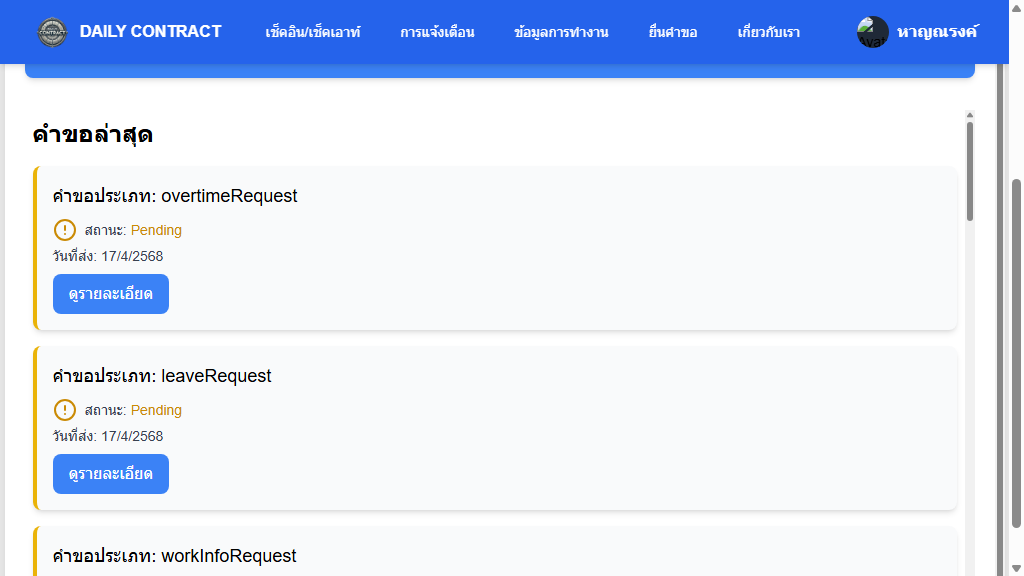 DAILY CONTRACT
เช็คอิน/เช็คเอาท์
การแจ้งเตือน
ข้อมูลการทำงาน
ยื่นคำขอ
เกี่ยวกับเรา
หาญณรงค์
คำขอล่าสุด
คำขอประเภท: overtimeRequest
สถานะ: Pending
วันที่ส่ง: 17/4/2568
ดูรายละเอียด
คำขอประเภท: leaveRequest
สถานะ: Pending
วันที่ส่ง: 17/4/2568
ดูรายละเอียด
คำขอประเภท: workInfoRequest